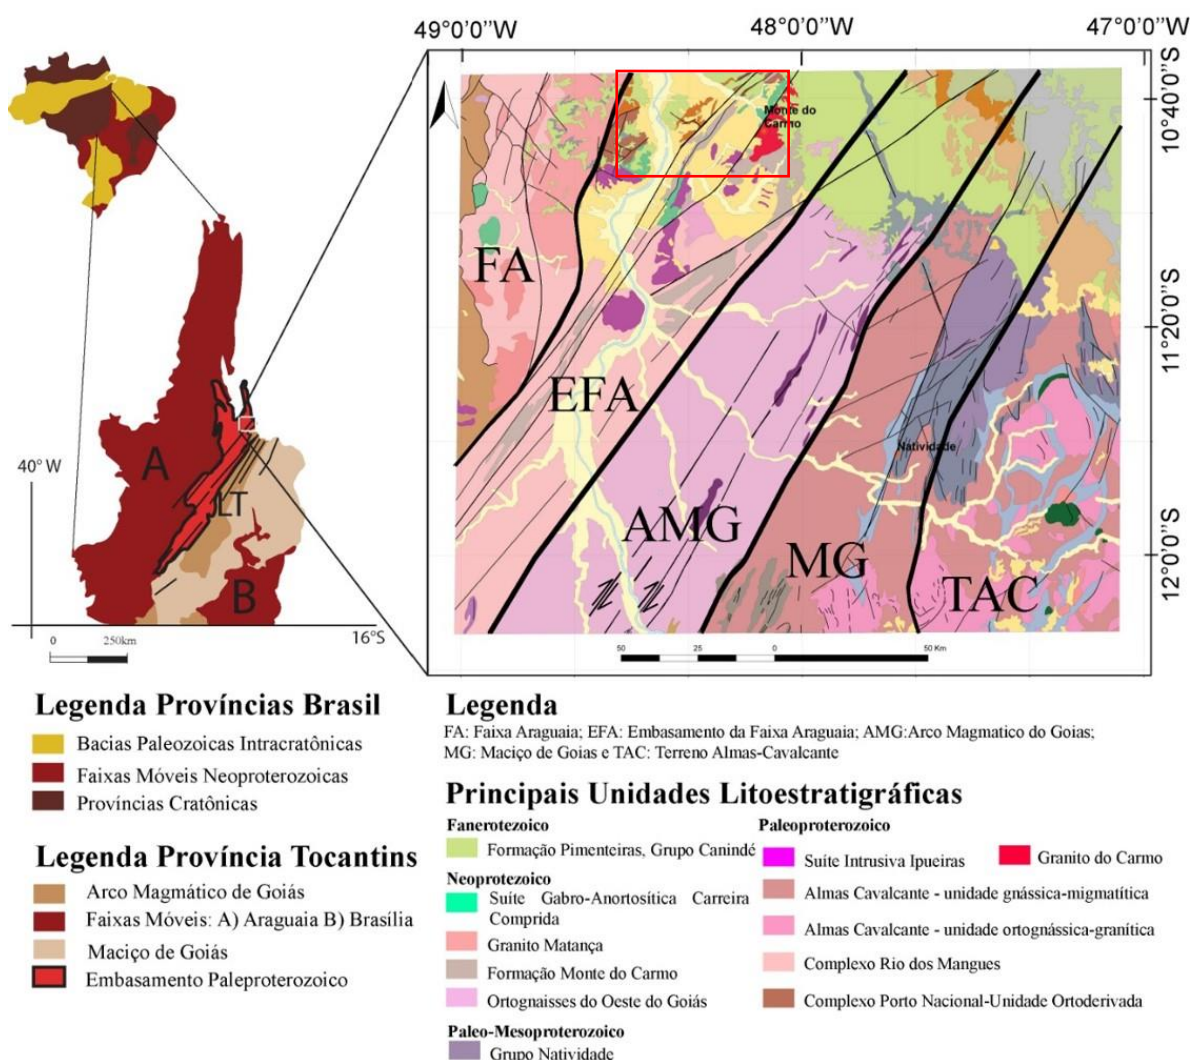 49°0'0''W 48°0'0''W 47°0'0''W
10°40'0''S
11°20'0''S
12°0'0''S
Monte do
Carmo
FA
EFA
AMG
MG
TAC
Natividade
50 25 0 50 Km
40° W
A
LT
B
16°S
0 250km
Legenda Províncias Brasil
Bacias Paleozoicas Intracratônicas
Faixas Móveis Neoproterozoicas
Províncias Cratônicas
Legenda Província Tocantins
Arco Magmático de Goiás
Faixas Móveis: A) Araguaia B) Brasília
Maciço de Goiás
Embasamento Paleproterozoico
Legenda
FA: Faixa Araguaia; EFA: Embasamento da Faixa Araguaia; AMG:Arco Magmatico do Goias;
MG: Maciço de Goias e TAC: Terreno Almas-Cavalcante
Principais Unidades Litoestratigráficas
Fanerotezoico
Formação Pimenteiras, Grupo Canindé
Neoprotezoico
Suíte Gabro-Anortosítica Carreira
Comprida
Granito Matança
Formação Monte do Carmo
Ortognaisses do Oeste do Goiás
Paleo-Mesoproterozoico
Grupo Natividade
Paleoproterozoico
Suíte Intrusiva Ipueiras
Granito do Carmo
Almas Cavalcante - unidade gnássica-migmatítica
Almas Cavalcante - unidade ortognássica-granítica
Complexo Rio dos Mangues
Complexo Porto Nacional-Unidade Ortoderivada